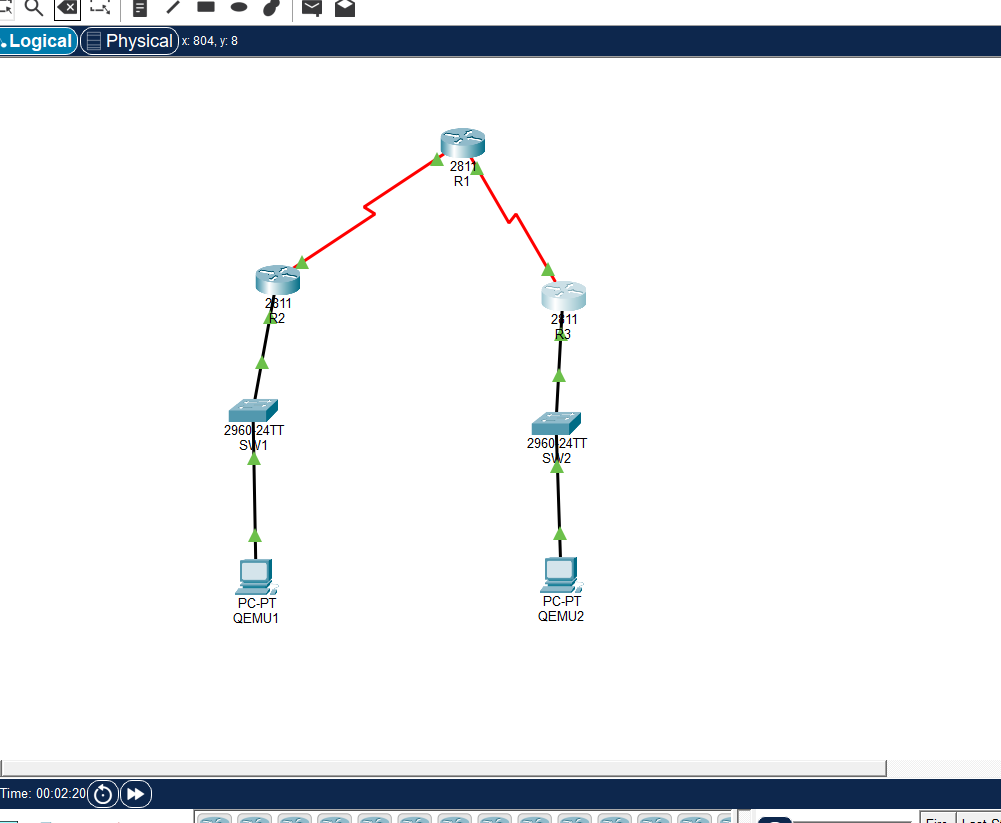 Logical Physical x: 804, y: 8
2811
R1
2811
R2
2811
R3
2960-24TT
SW1
2960-24TT
SW2
PC-PT
QEMU1
PC-PT
QEMU2
Time: 00:02:20